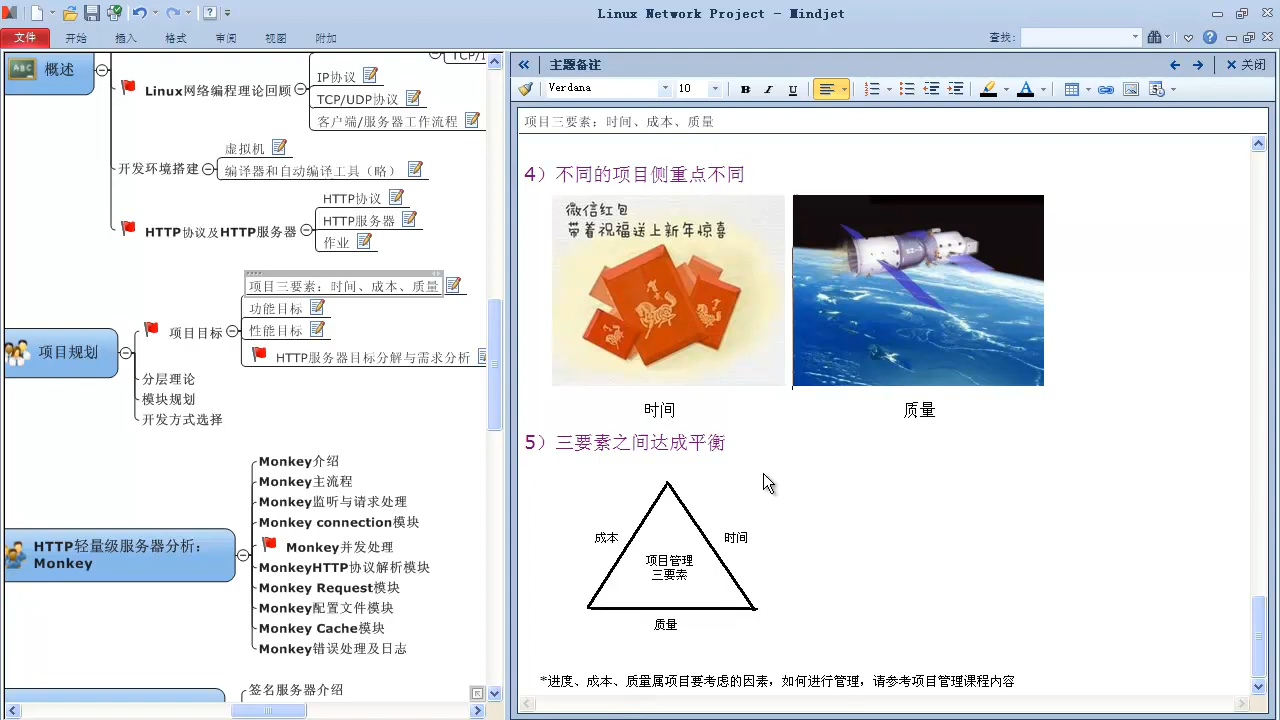 Linux Network Project - Mindjet
文件
开始
插入
格式
审阅
视图
附加
查找:
概述
Linux网络编程理论回顾
IP协议
TCP/UDP协议
客户端/服务器工作流程
开发环境搭建
虚拟机
编译器和自动编译工具（略）
HTTP协议及HTTP服务器
HTTP协议
HTTP服务器
作业
项目规划
项目目标
项目三要素：时间、成本、质量
功能目标
性能目标
HTTP服务器目标分解与需求分析
分层理论
模块规划
开发方式选择
HTTP轻量级服务器分析：
Monkey
Monkey介绍
Monkey主流程
Monkey监听与请求处理
Monkey connection模块
Monkey并发处理
MonkeyHTTP协议解析模块
Monkey Request模块
Monkey配置文件模块
Monkey Cache模块
Monkey错误处理及日志
签名服务器介绍
主题备注
关闭
Verdana
10
B
I
U
A
项目三要素：时间、成本、质量
4）不同的项目侧重点不同
微信红包
带着祝福送上新年惊喜
时间
质量
5）三要素之间达成平衡
成本
时间
项目管理
三要素
质量
*进度、成本、质量属项目要考虑的因素，如何进行管理，请参考项目管理课程内容